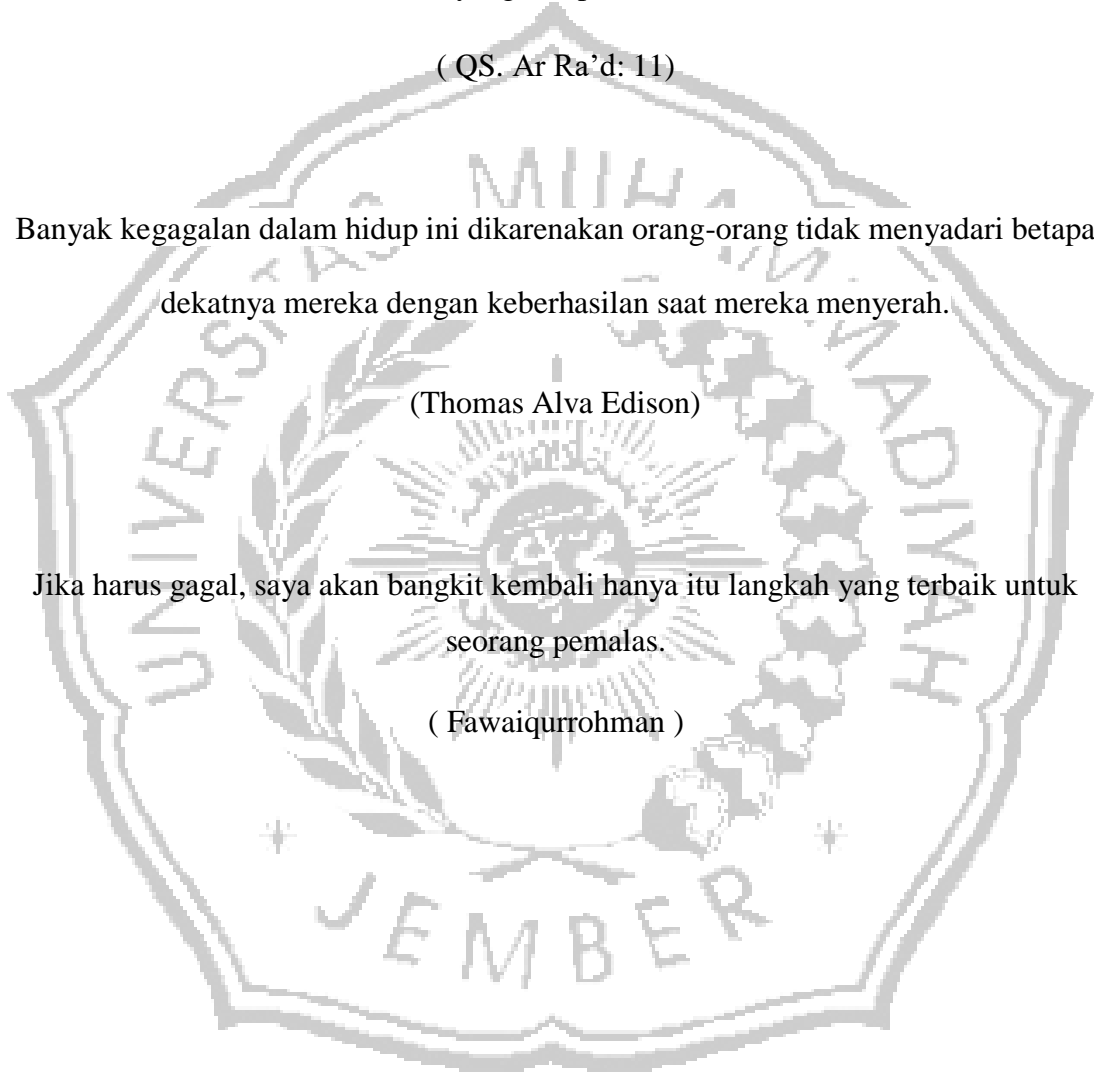 ( QS. Ar Ra’d: 11)
Banyak kegagalan dalam hidup ini dikarenakan orang-orang tidak menyadari betapa
dekatnya mereka dengan keberhasilan saat mereka menyerah.
(Thomas Alva Edison)
Jika harus gagal, saya akan bangkit kembali hanya itu langkah yang terbaik untuk
seorang pemalas.
( Fawaiqurrohman )
UNIVERSITAS MUHAMMADIYAH
JEMBER